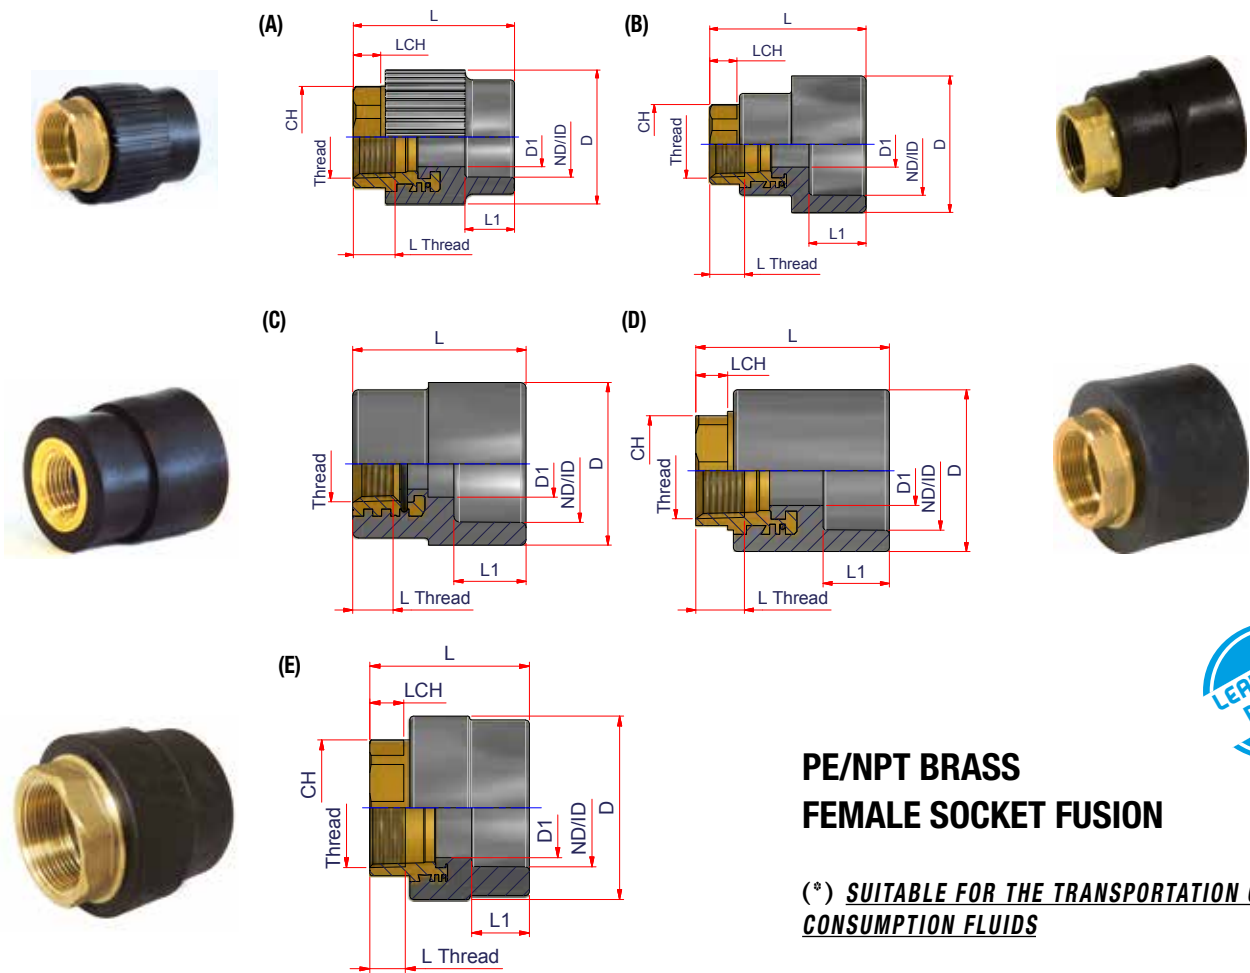 (A)
L
LCH
CH
Thread
D1
ND/ID
D
L1
L Thread
(B)
L
LCH
CH
Thread
D1
ND/ID
D
L1
L Thread
(C)
L
Thread
D1
ND/ID
D
L1
L Thread
(D)
L
LCH
CH
Thread
D1
ND/ID
D
L1
L Thread
(E)
L
LCH
CH
Thread
D1
ND/ID
D
L1
L Thread
PE/NPT BRASS
FEMALE SOCKET FUSION
(*) SUITABLE FOR THE TRANSPORTATION
CONSUMPTION FLUIDS